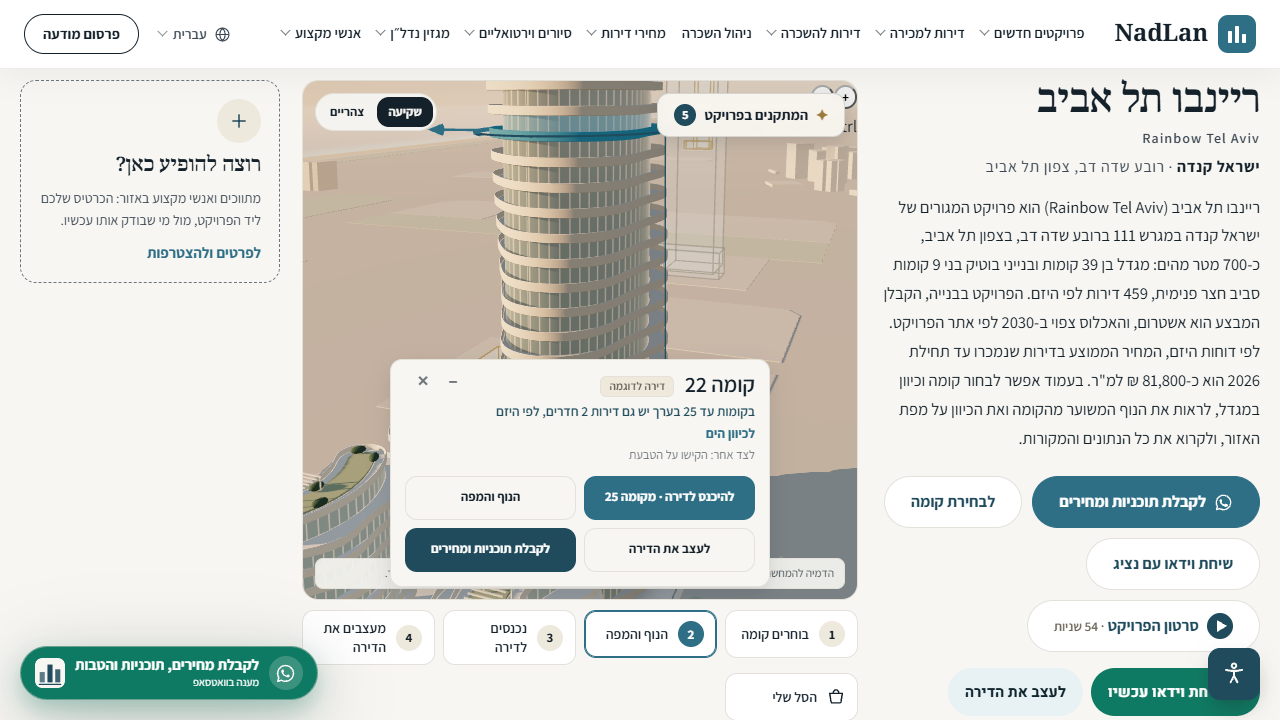 NadLan
פרויקטים חדשים
דירות למכירה
דירות להשכרה
ניהול השכרה
מחירי דירות
סיורים וירטואליים
מגזין נדל״ן
אנשי מקצוע
עברית
פרסום מודעה
ריינבו תל אביב
Rainbow Tel Aviv
ישראל קנדה · רובע שדה דב, צפון תל אביב
ריינבו תל אביב (Rainbow Tel Aviv) הוא פרויקט המגורים של
ישראל קנדה במגרש 111 ברובע שדה דב, בצפון תל אביב,
כ-700 מטר מהים: מגדל בן 39 קומות ובנייני בוטיק בני 9 קומות
סביב חצר פנימית, 459 דירות לפי היזם. הפרויקט בבנייה, הקבלן
המבצע הוא אשטרום, והאכלוס צפוי ב-2030 לפי אתר הפרויקט.
לפי דוחות היזם, המחיר הממוצע בדירות שנמכרו עד תחילת
2026 הוא כ-81,800 ₪ למ"ר. בעמוד אפשר לבחור קומה וכיוון
במגדל, לראות את הנוף המשוער מהקומה ואת הכיוון על מפת
האזור, ולקרוא את כל הנתונים והמקורות.
לקבלת תוכניות ומחירים
לבחירת קומה
שיחת וידאו עם נציג
סרטון הפרויקט · 54 שניות
חת וידאו עכשיו
לעצב את הדירה
+
המתקנים בפרויקט
5
שקיעה
צהריים
קומה 22
דירה לדוגמה
–
×
בקומות עד 25 בערך יש גם דירות 2 חדרים, לפי היזם
לכיוון הים
לצד אחר: הקישו על הטבעת
להיכנס לדירה · מקומה 25
הנוף והמפה
לעצב את הדירה
לקבלת תוכניות ומחירים
הדמיה להמחש
1
בוחרים קומה
2
הנוף והמפה
3
נכנסים
לדירה
4
מעצבים את
הדירה
הסל שלי
+
רוצה להופיע כאן?
מתווכים ואנשי מקצוע באזור: הכרטיס שלכם
ליד הפרויקט, מול מי שבודק אותו עכשיו.
לפרטים ולהצטרפות
לקבלת מחירים, תוכניות והטבות
מענה בוואטסאפ